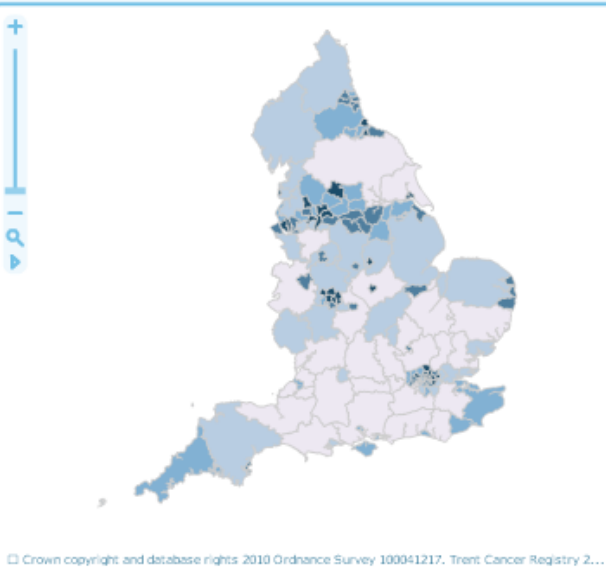 □ Crown copyright and database rights 2010 Ordnance Survey 100041217. Trent Cancer Registry 2...